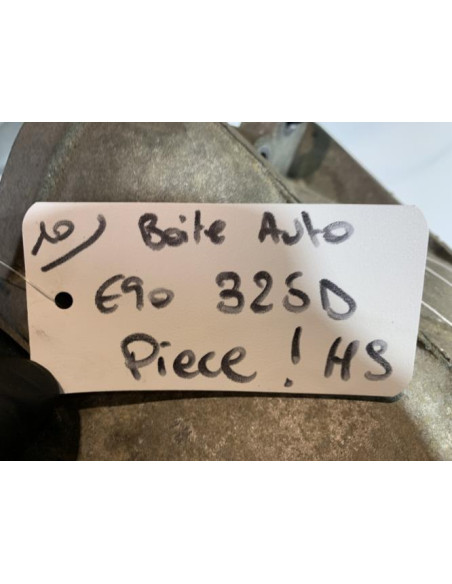 10) Boite Auto
E90 325D
Piece ! HS